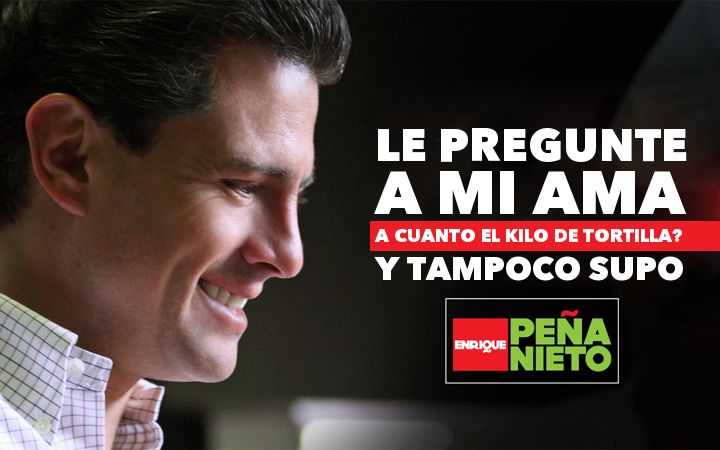 LE PREGUNTE
A MI AMA
A CUANTO EL KILO DE TORTILLA?
Y TAMPOCO SUPO
ENRIQUE
PEÑA
NIETO